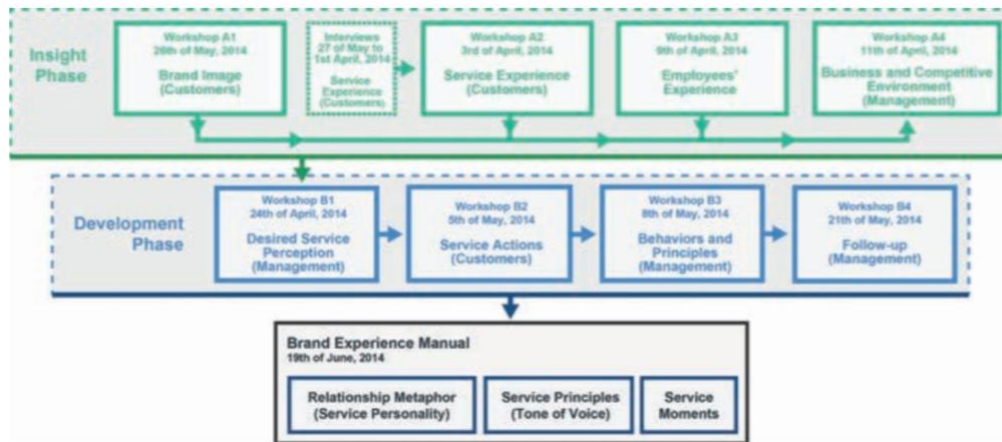 Insight
Phase
Workshop A1
26th of May, 2014
Brand Image
(Customers)
Interviews
27 of May to
1st April, 2014
Service
Experience
(Customers)
Workshop A2
3rd of April, 2014
Service Experience
(Customers)
Workshop A3
9th of April, 2014
Employees'
Experience
Workshop A4
11th of April, 2014
Business and Competitive
Environment
(Management)
Development
Phase
Workshop B1
24th of April, 2014
Desired Service
Perception
(Management)
Workshop B2
5th of May, 2014
Service Actions
(Customers)
Workshop B3
8th of May, 2014
Behaviors and
Principles
(Management)
Workshop B4
21th of May, 2014
Follow-up
(Management)
Brand Experience Manual
19th of June, 2014
Relationship Metaphor
(Service Personality)
Service Principles
(Tone of Voice)
Service
Moments